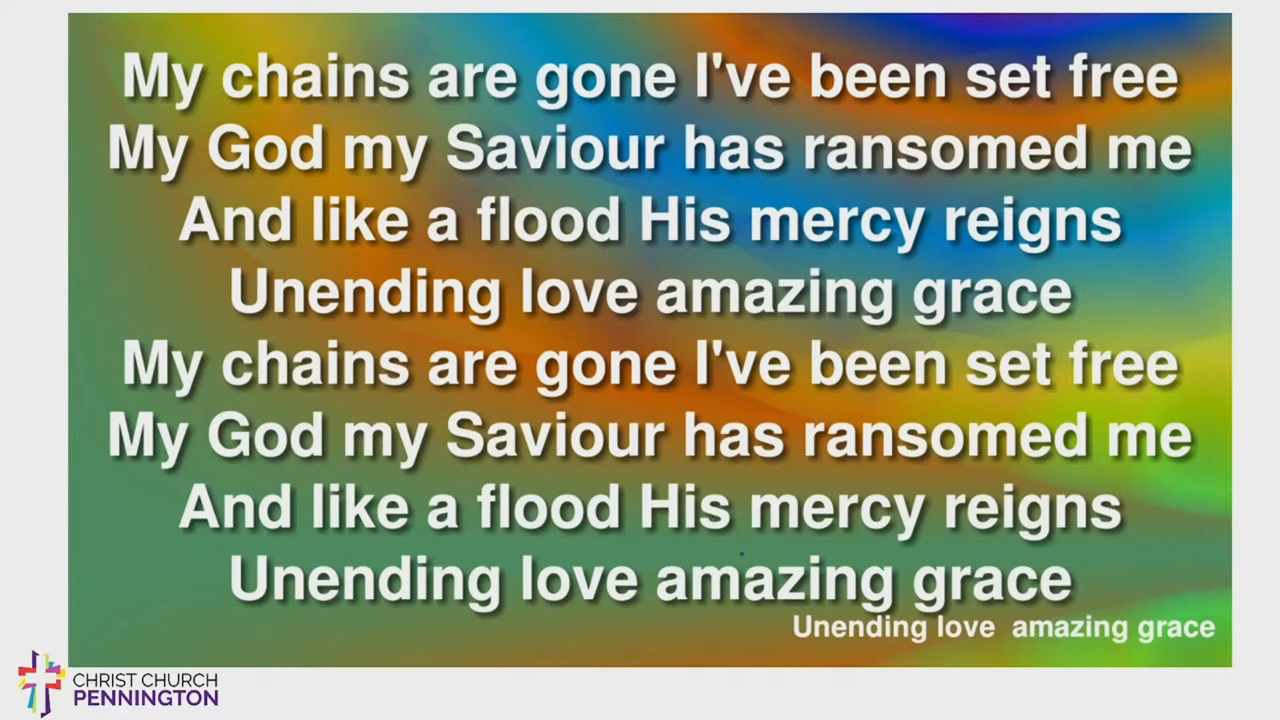 My chains are gone I've been set free
My God my Saviour has ransomed me
And like a flood His mercy reigns
Unending love amazing grace
My chains are gone I've been set free
My God my Saviour has ransomed me
And like a flood His mercy reigns
Unending love amazing grace
Unending love  amazing grace
CHRIST CHURCH
PENNINGTON